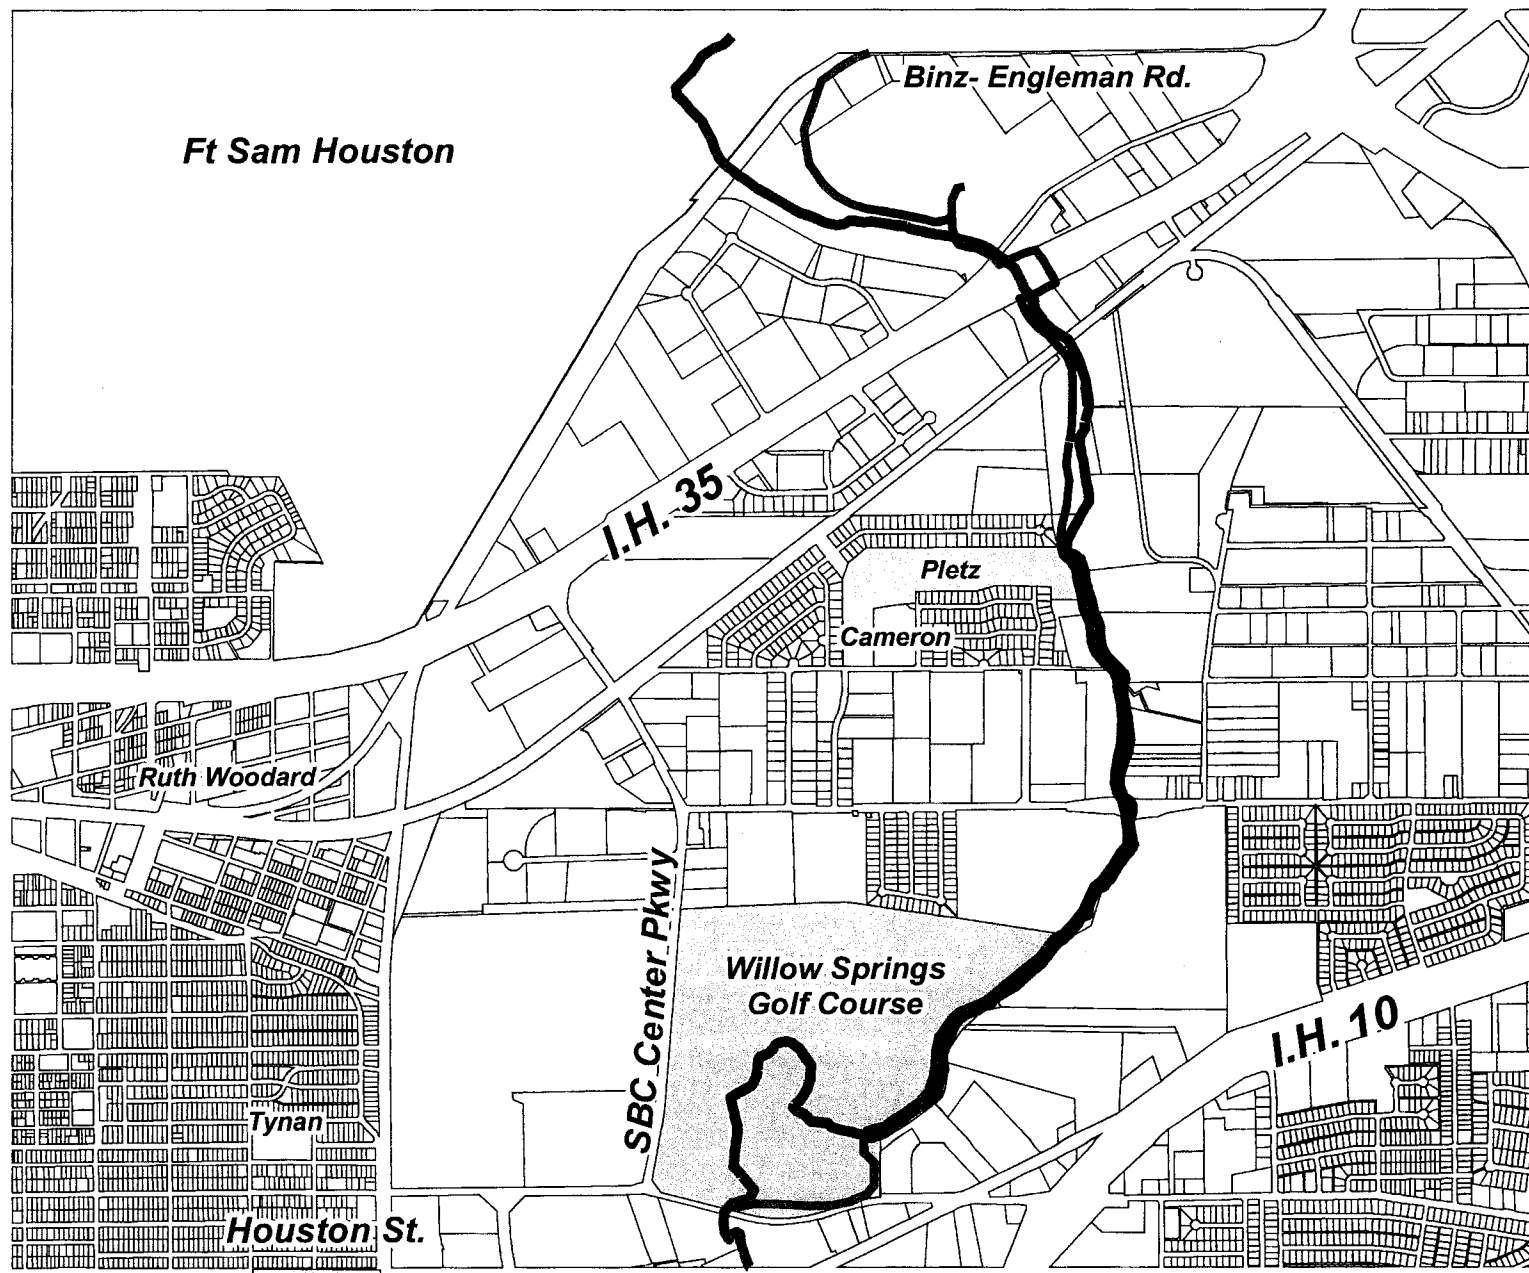 Binz- Engleman Rd.
Ft Sam Houston
I.H. 35
Pletz
Cameron
Ruth Woodard
SBC Center Pkwy
Willow Springs
Golf Course
I.H. 10
Tynan
Houston St.